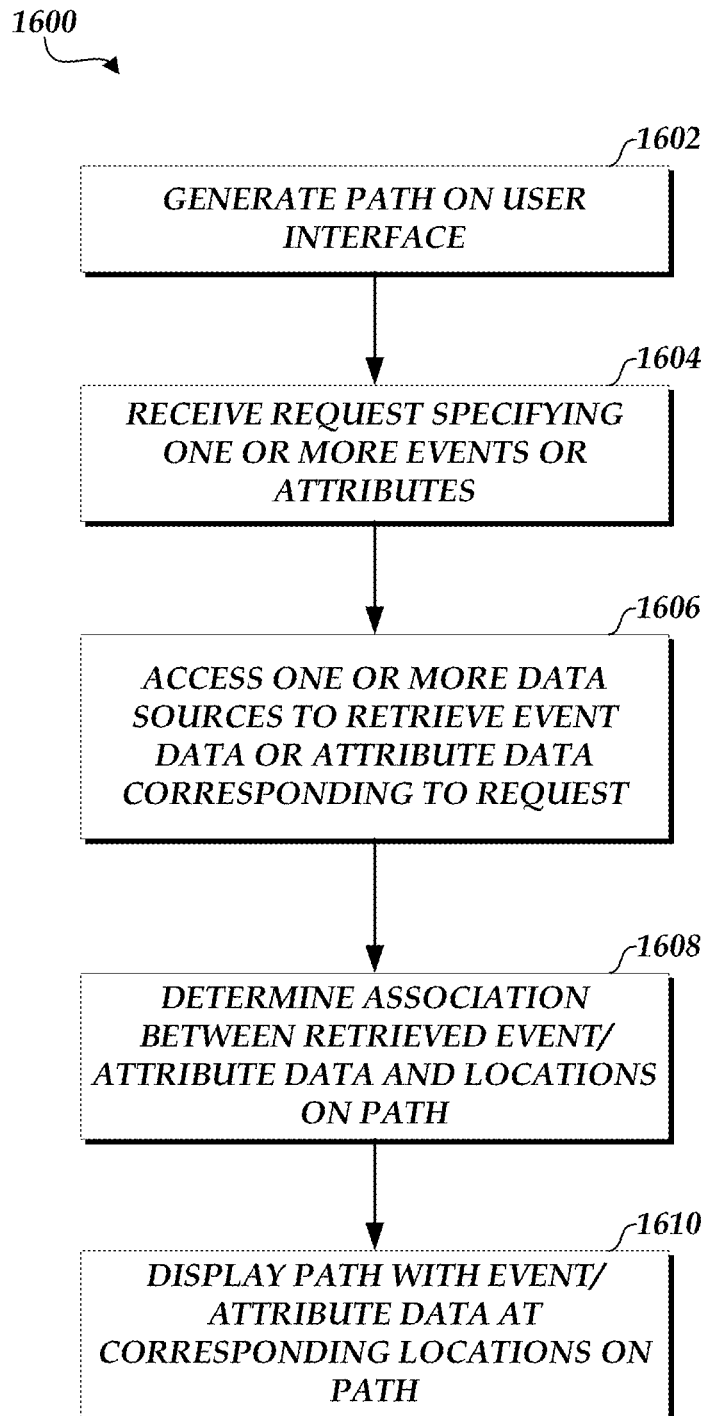 1600
1602
GENERATE PATH ON USER
INTERFACE
1604
RECEIVE REQUEST SPECIFYING
ONE OR MORE EVENTS OR
ATTRIBUTES
1606
ACCESS ONE OR MORE DATA
SOURCES TO RETRIEVE EVENT
DATA OR ATTRIBUTE DATA
CORRESPONDING TO REQUEST
1608
DETERMINE ASSOCIATION
BETWEEN RETRIEVED EVENT/
ATTRIBUTE DATA AND LOCATIONS
ON PATH
1610
DISPLAY PATH WITH EVENT/
ATTRIBUTE DATA AT
CORRESPONDING LOCATIONS ON
PATH